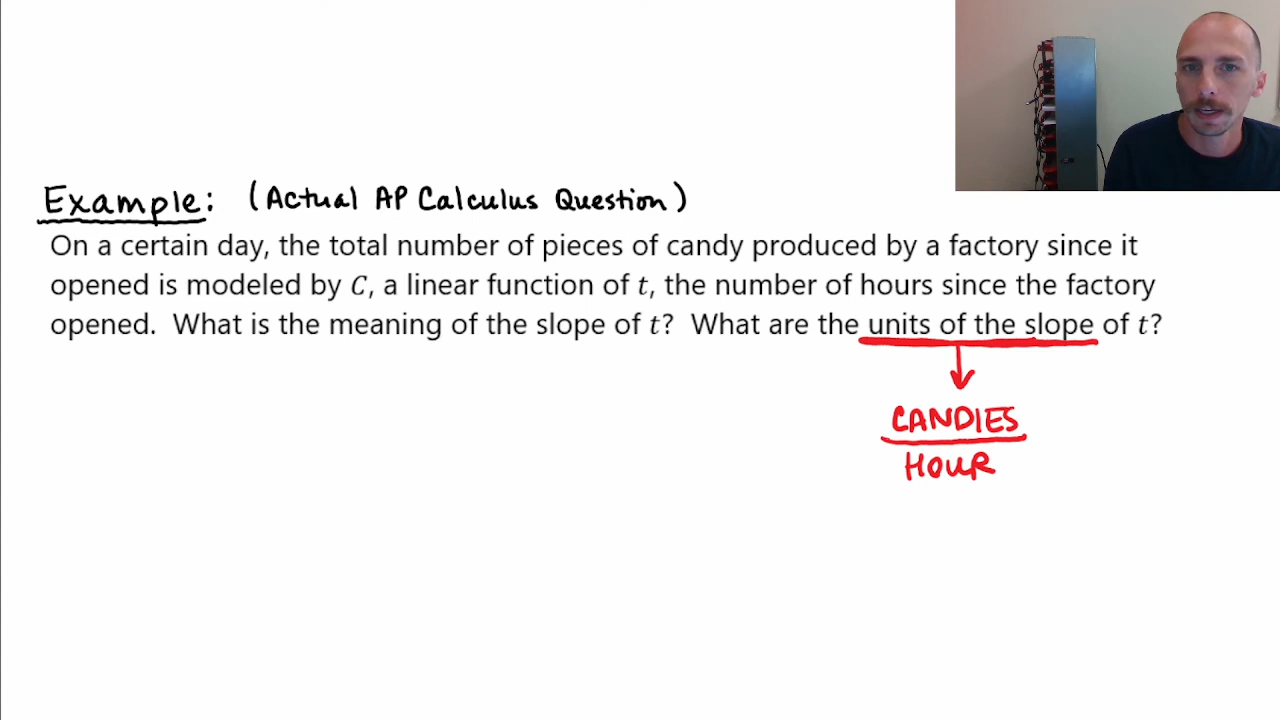 Example: (Actual AP Calculus Question)
On a certain day, the total number of pieces of candy produced by a factory since it
opened is modeled by C, a linear function of t, the number of hours since the factory
opened. What is the meaning of the slope of t? What are the units of the slope of t?
CANDIES
HOUR